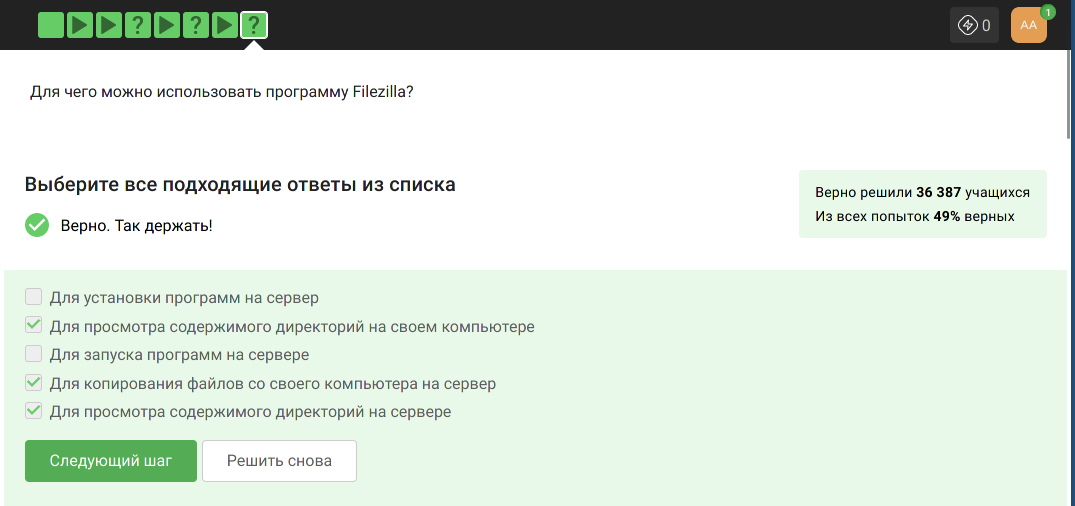 ? ? ?
0
AA
1
Для чего можно использовать программу Filezilla?
Выберите все подходящие ответы из списка
Верно. Так держать!
Верно решили 36 387 учащихся
Из всех попыток 49% верных
Для установки программ на сервер
Для просмотра содержимого директорий на своем компьютере
Для запуска программ на сервере
Для копирования файлов со своего компьютера на сервер
Для просмотра содержимого директорий на сервере
Следующий шаг
Решить снова